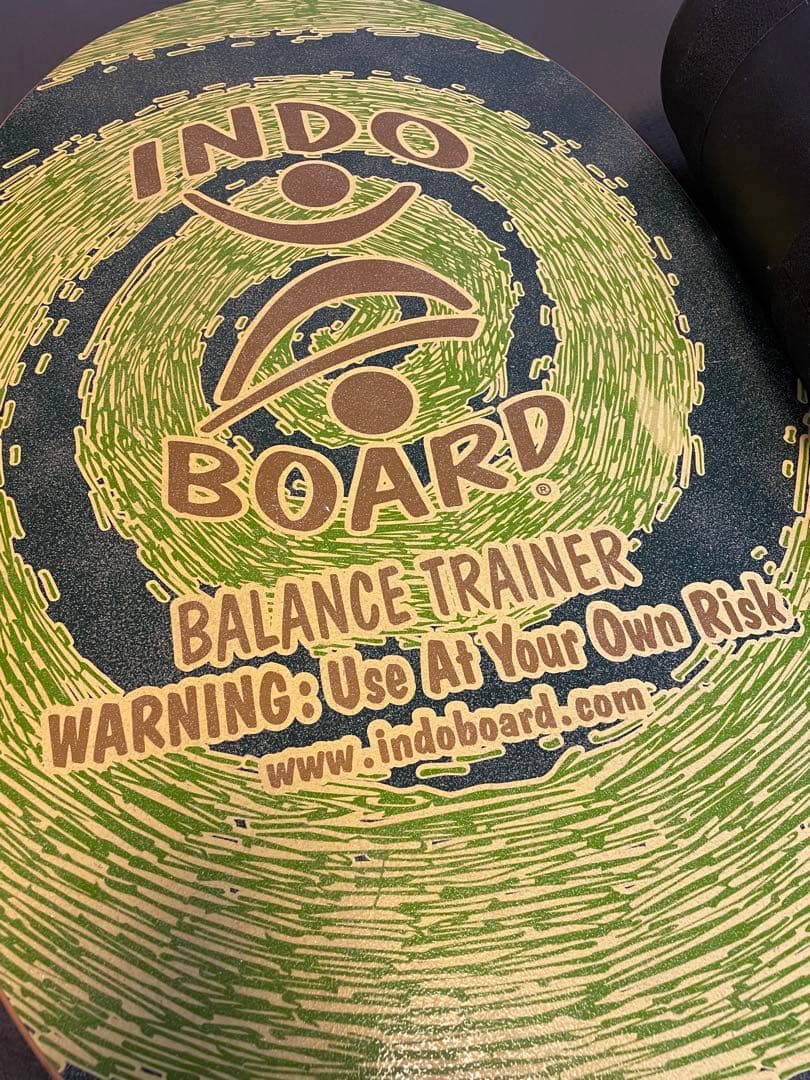 INDO
BOARD®
BALANCE TRAINER
WARNING: Use At Your Own Risk
www.indoboard.com